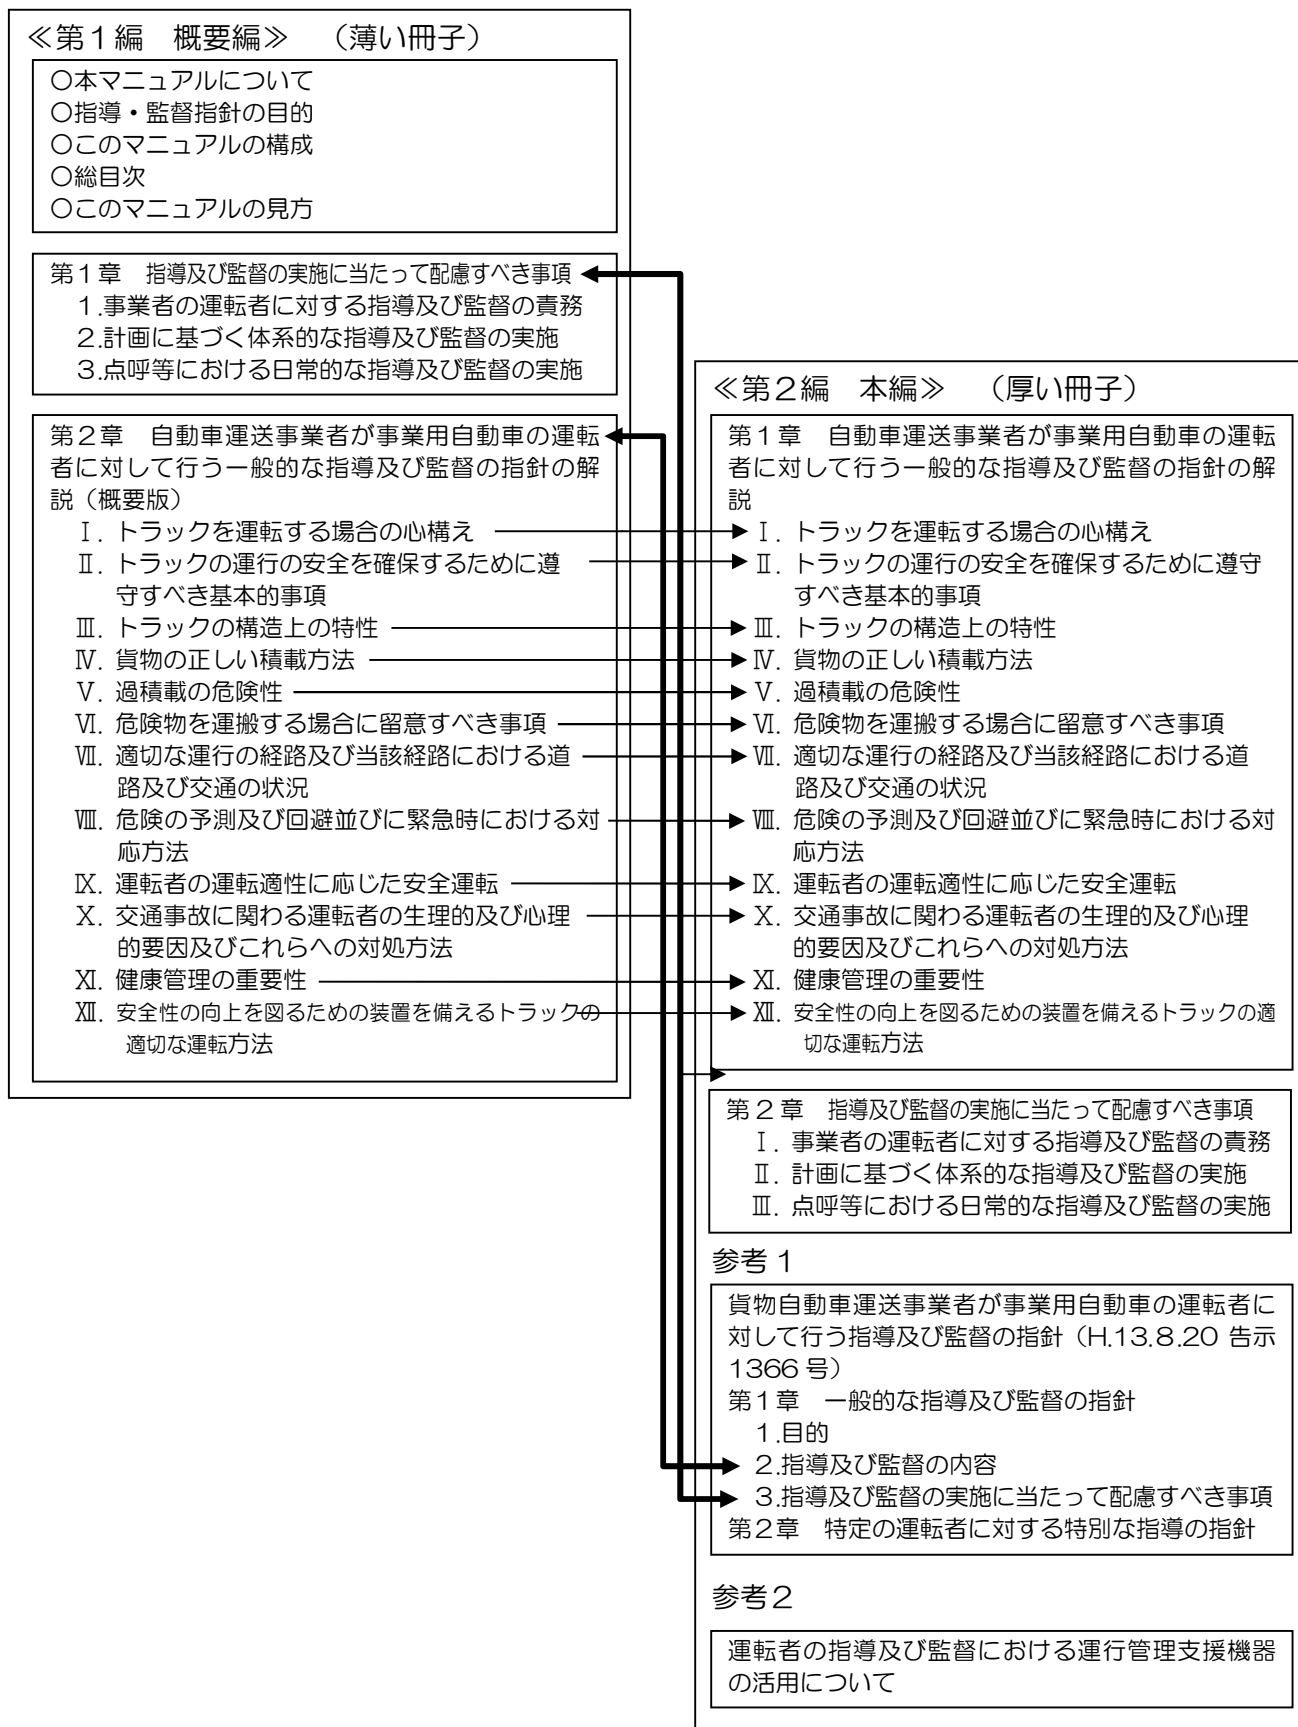 ≪第１編　概要編≫　（薄い冊子）
○本マニュアルについて
○指導・監督指針の目的
○このマニュアルの構成
○総目次
○このマニュアルの見方
第１章　指導及び監督の実施に当たって配慮すべき事項
１.事業者の運転者に対する指導及び監督の責務
２.計画に基づく体系的な指導及び監督の実施
３.点呼等における日常的な指導及び監督の実施
第２章　自動車運送事業者が事業用自動車の運転
者に対して行う一般的な指導及び監督の指針の解
説（概要版）
Ⅰ．トラックを運転する場合の心構え
Ⅱ．トラックの運行の安全を確保するために遵
守すべき基本的事項
Ⅲ．トラックの構造上の特性
Ⅳ．貨物の正しい積載方法
Ⅴ．過積載の危険性
Ⅵ．危険物を運搬する場合に留意すべき事項
Ⅶ．適切な運行の経路及び当該経路における道
路及び交通の状況
Ⅷ．危険の予測及び回避並びに緊急時における対
応方法
Ⅸ．運転者の運転適性に応じた安全運転
Ⅹ．交通事故に関わる運転者の生理的及び心理
的要因及びこれらへの対処方法
Ⅺ．健康管理の重要性
Ⅻ．安全性の向上を図るための装置を備えるトラックの
適切な運転方法
≪第２編　本編≫　（厚い冊子）
第１章　自動車運送事業者が事業用自動車の運転
者に対して行う一般的な指導及び監督の指針の解
説
Ⅰ．トラックを運転する場合の心構え
Ⅱ．トラックの運行の安全を確保するために遵守
すべき基本的事項
Ⅲ．トラックの構造上の特性
Ⅳ．貨物の正しい積載方法
Ⅴ．過積載の危険性
Ⅵ．危険物を運搬する場合に留意すべき事項
Ⅶ．適切な運行の経路及び当該経路における道
路及び交通の状況
Ⅷ．危険の予測及び回避並びに緊急時における対
応方法
Ⅸ．運転者の運転適性に応じた安全運転
Ⅹ．交通事故に関わる運転者の生理的及び心理
的要因及びこれらへの対処方法
Ⅺ．健康管理の重要性
Ⅻ．安全性の向上を図るための装置を備えるトラックの適
切な運転方法
第２章　指導及び監督の実施に当たって配慮すべき事項
Ⅰ．事業者の運転者に対する指導及び監督の責務
Ⅱ．計画に基づく体系的な指導及び監督の実施
Ⅲ．点呼等における日常的な指導及び監督の実施
参考１
貨物自動車運送事業者が事業用自動車の運転者に
対して行う指導及び監督の指針（H.13.8.20 告示
1366 号）
第１章　一般的な指導及び監督の指針
１.目的
２.指導及び監督の内容
３.指導及び監督の実施に当たって配慮すべき事項
第２章　特定の運転者に対する特別な指導の指針
参考２
運転者の指導及び監督における運行管理支援機器
の活用について